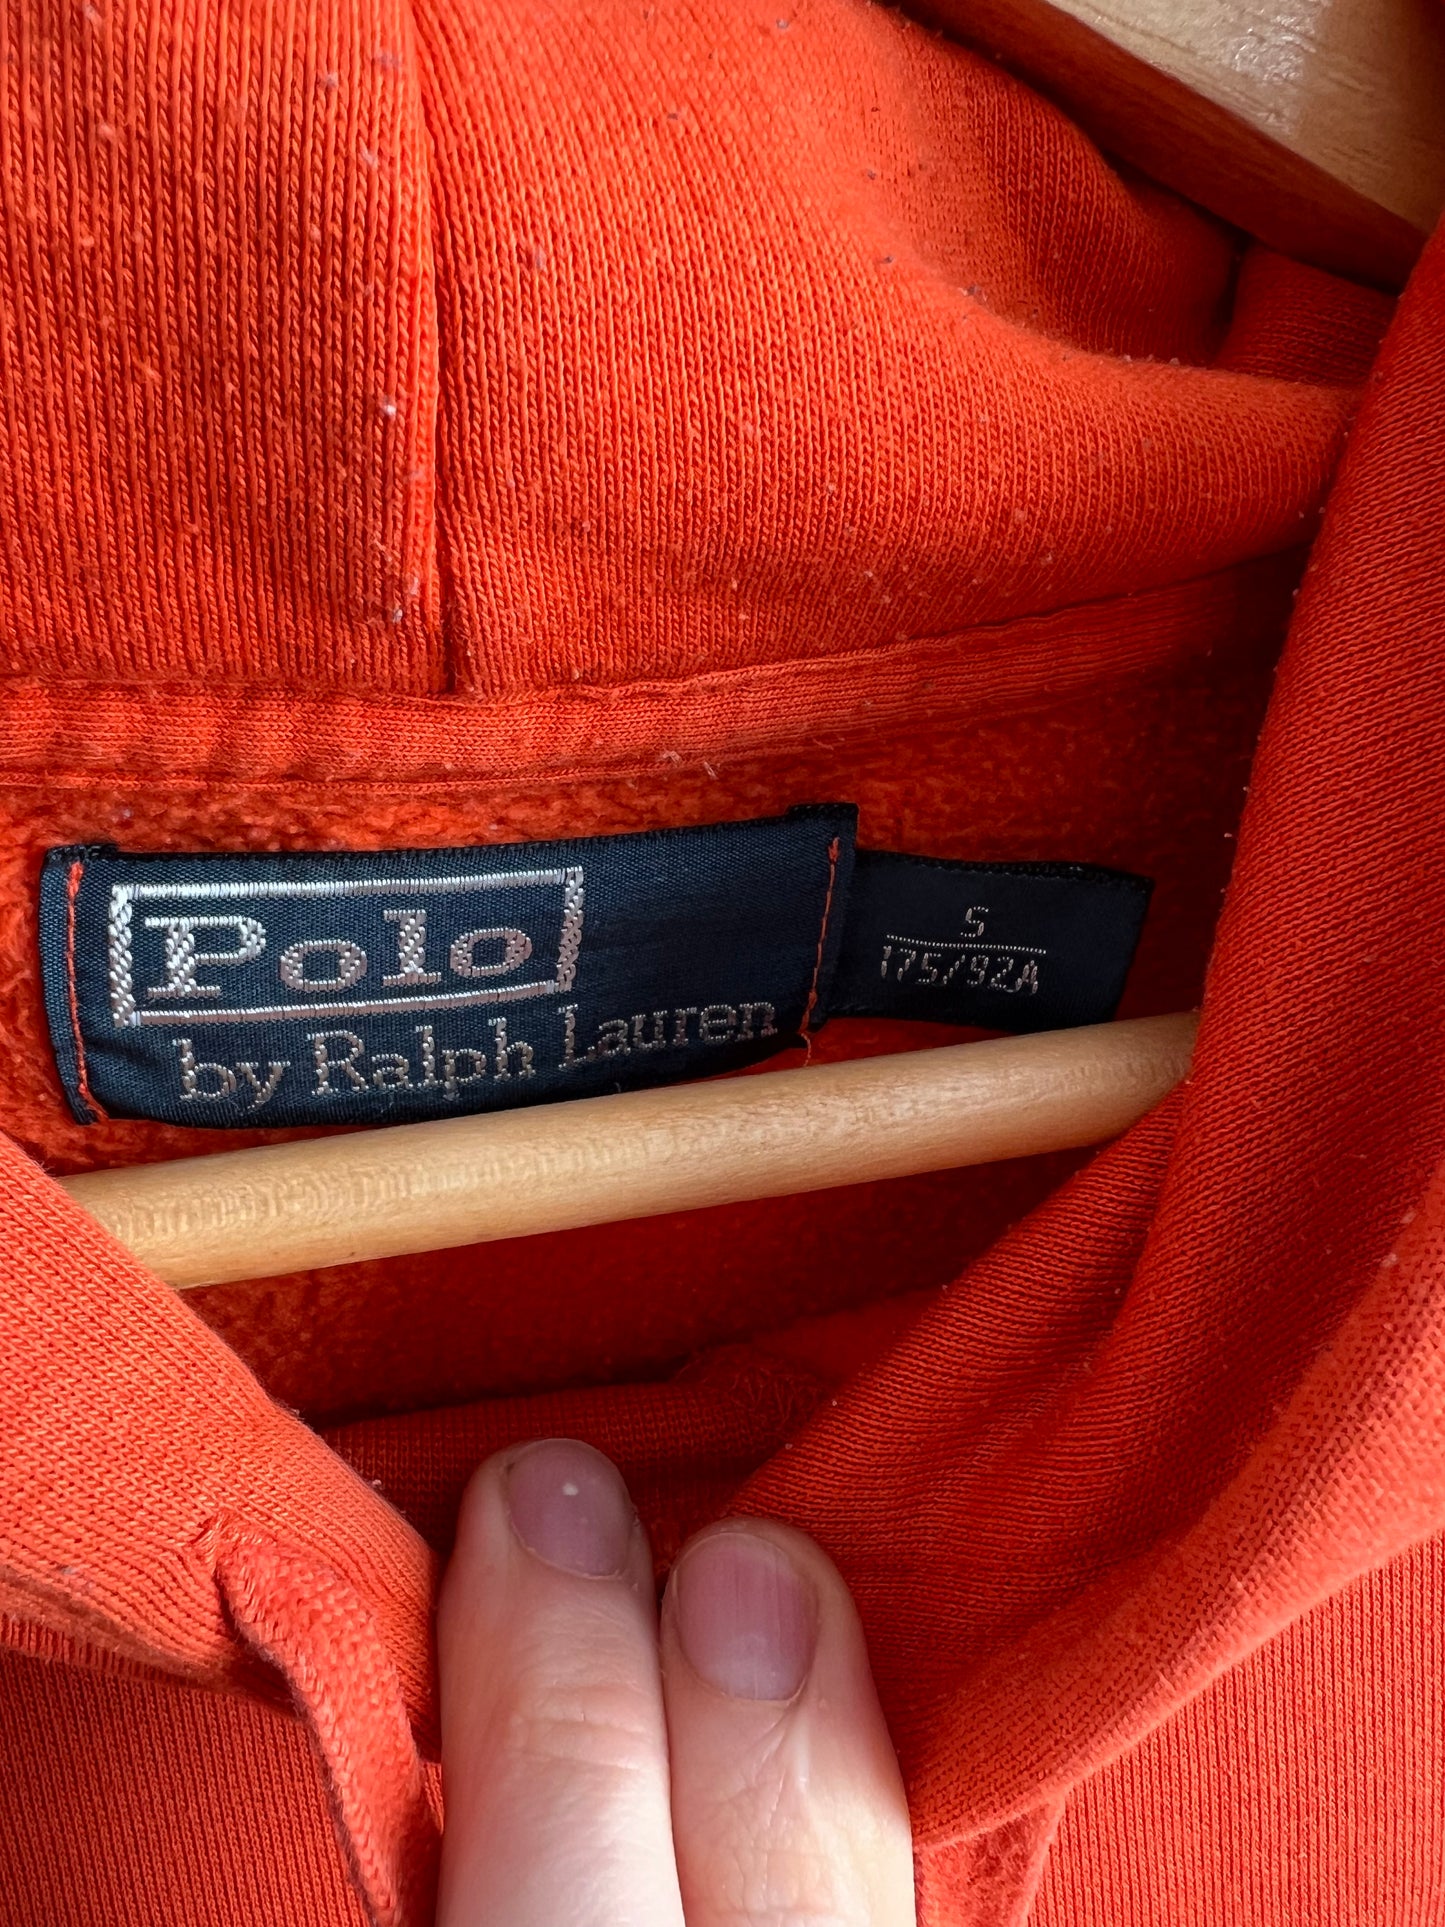 Polo
by Ralph Lauren
S
175/92A